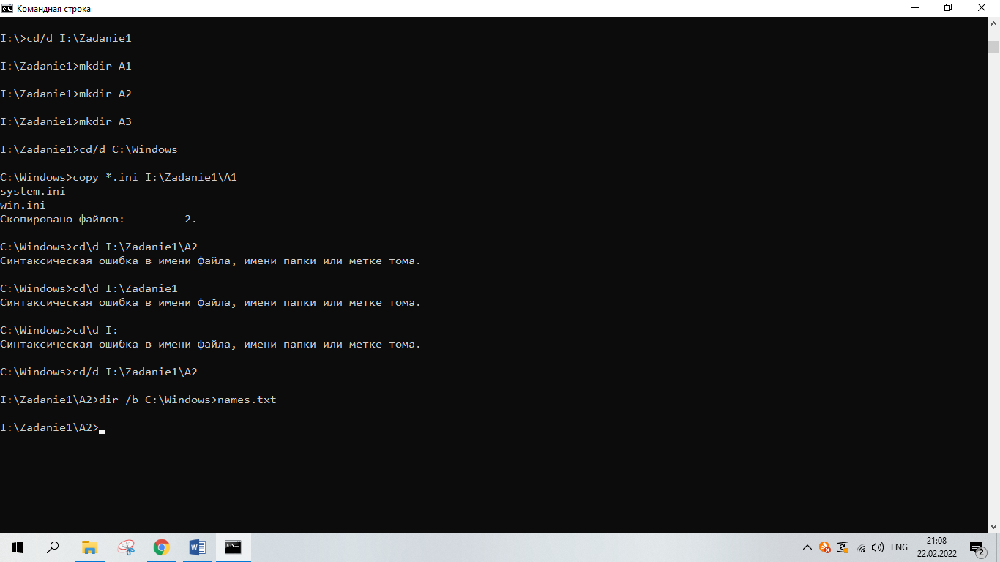 Командная строка
I:\>cd/d I:\Zadanie1
I:\Zadanie1>mkdir A1
I:\Zadanie1>mkdir A2
I:\Zadanie1>mkdir A3
I:\Zadanie1>cd/d C:\Windows
C:\Windows>copy *.ini I:\Zadanie1\A1
system.ini
win.ini
Скопировано файлов:         2.
C:\Windows>cd\d I:\Zadanie1\A2
Синтаксическая ошибка в имени файла, имени папки или метке тома.
C:\Windows>cd\d I:\Zadanie1
Синтаксическая ошибка в имени файла, имени папки или метке тома.
C:\Windows>cd\d I:
Синтаксическая ошибка в имени файла, имени папки или метке тома.
C:\Windows>cd/d I:\Zadanie1\A2
I:\Zadanie1\A2>dir /b C:\Windows>names.txt
I:\Zadanie1\A2>
ENG
21:08
22.02.2022
2